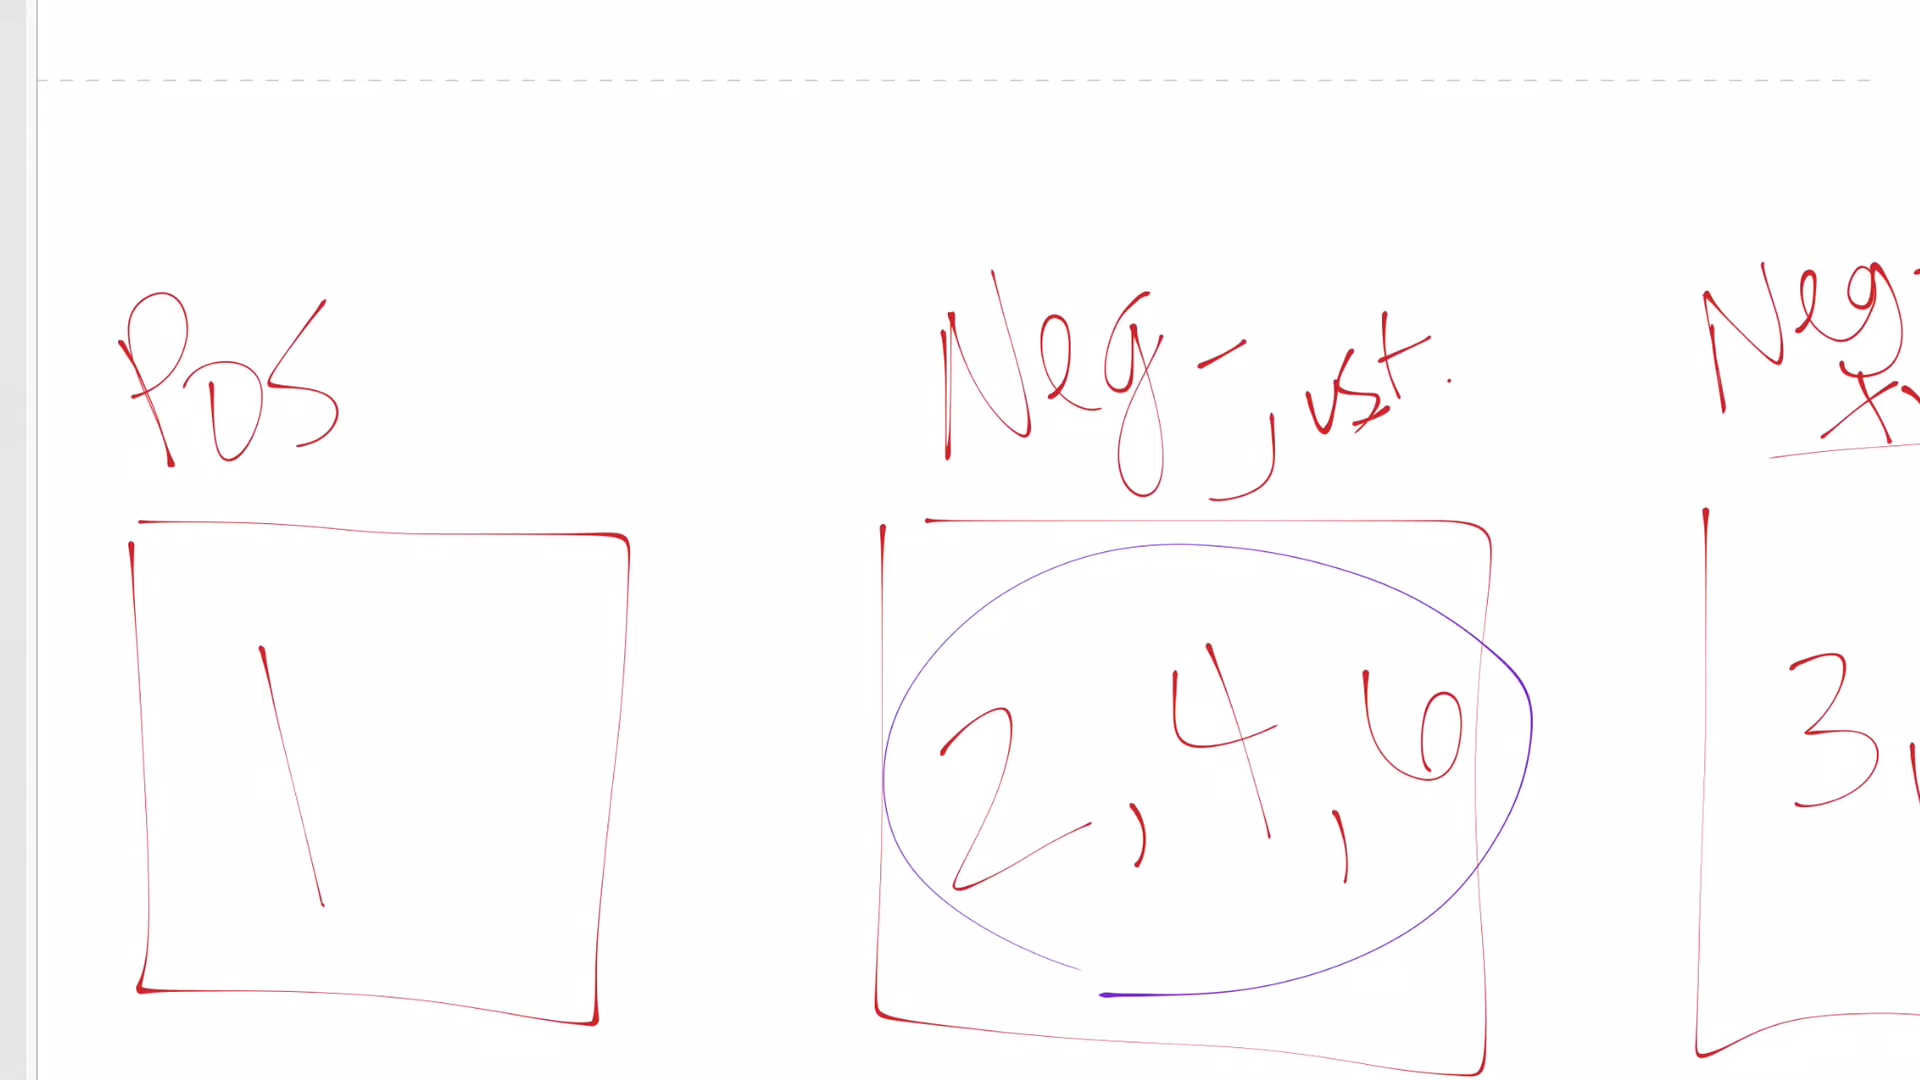 Pos
Neg - just.
Neg -
1
2, 4, 6
3,